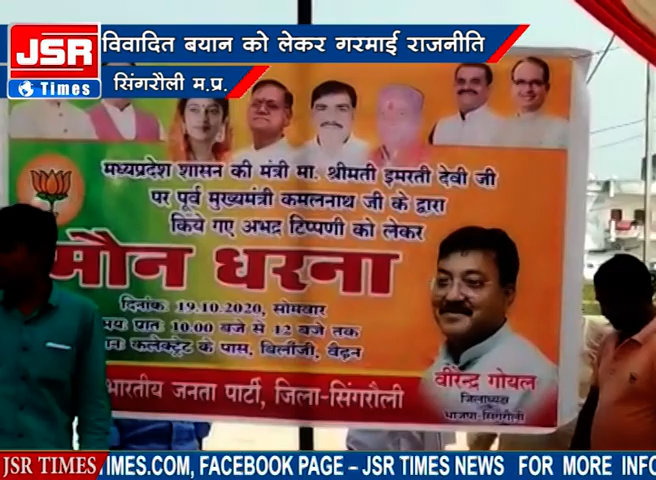 JSR
Times
विवादित बयान को लेकर गरमाई राजनीति
सिंगरौली म.प्र.
मध्यप्रदेश शासन की मंत्री मा. श्रीमती इमरती देवी जी
पर पूर्व मुख्यमंत्री कमलनाथ जी के द्वारा
किये गए अभद्र टिप्पणी को लेकर
मौन धरना
दिनांक 19.10.2020, सोमवार
प्रातः 10.00 बजे से 12 बजे तक
कलेक्ट्रेट के पास, बिलौंजी, वैढ़न
भारतीय जनता पार्टी, जिला-सिंगरौली
वीरेन्द्र गोयल
जिलाध्यक्ष
भाजपा-सिंगरौली
JSR TIMES
TIMES.COM, FACEBOOK PAGE – JSR TIMES NEWS FOR MORE INFO